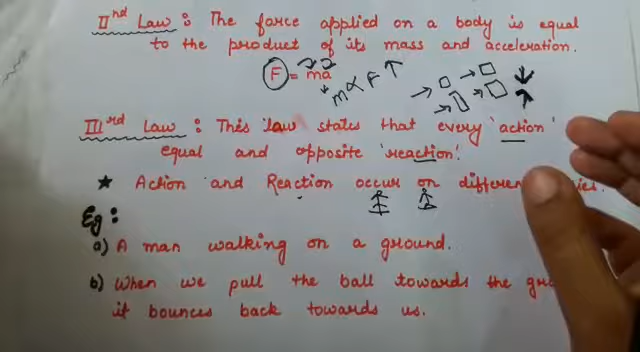 IInd Law : The force applied on a body is equal
to the product of its mass and acceleration.
F = ma
m ∝ F
IIIrd Law : This law states that every 'action'
equal and opposite 'reaction'.
★ Action and Reaction occur on
Eg :
a) A man walking on a ground.
b) When we pull the ball towards the
it bounces back towards us.